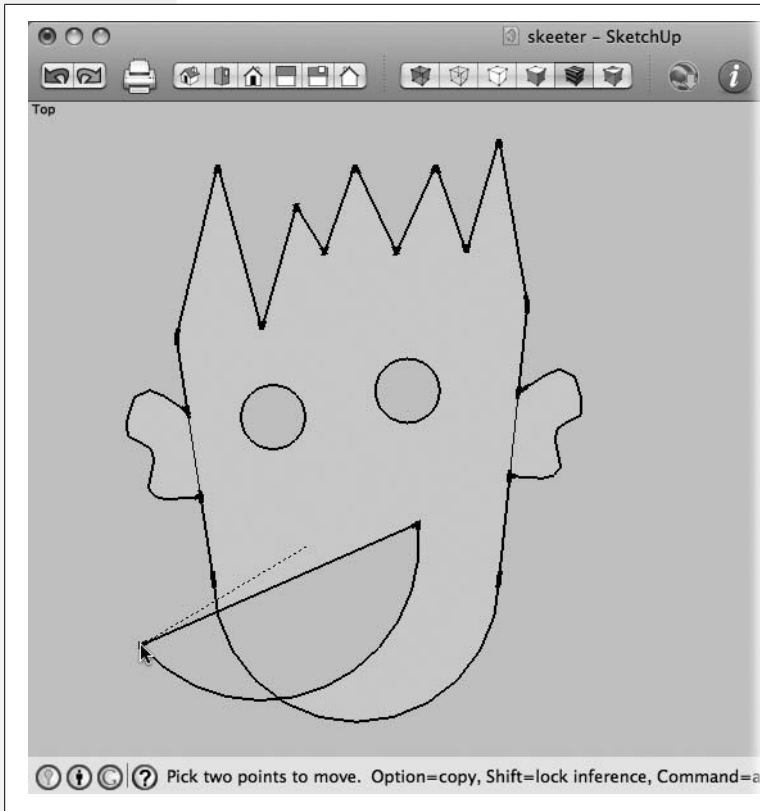 skeeter – SketchUp
Top
Pick two points to move. Option=copy, Shift=lock inference, Command=a